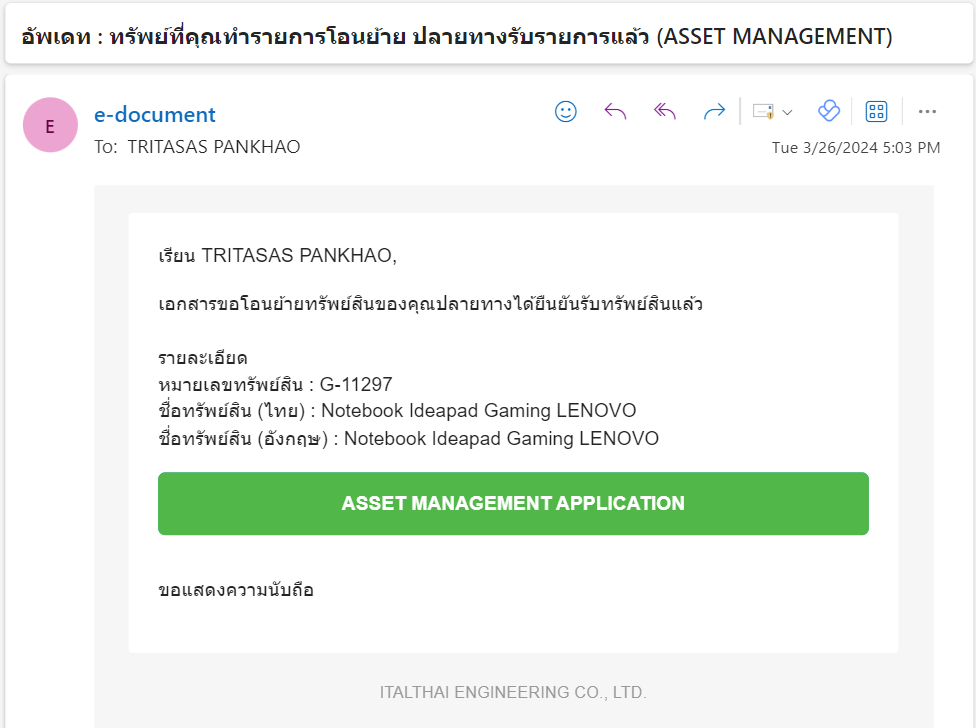 อัพเดท : ทรัพย์ที่คุณทำรายการโอนย้าย ปลายทางรับรายการแล้ว (ASSET MANAGEMENT)
E
e-document
To: TRITASAS PANKHAO
Tue 3/26/2024 5:03 PM
เรียน TRITASAS PANKHAO,
เอกสารขอโอนย้ายทรัพย์สินของคุณปลายทางได้ยืนยันรับทรัพย์สินแล้ว
รายละเอียด
หมายเลขทรัพย์สิน : G-11297
ชื่อทรัพย์สิน (ไทย) : Notebook Ideapad Gaming LENOVO
ชื่อทรัพย์สิน (อังกฤษ) : Notebook Ideapad Gaming LENOVO
ASSET MANAGEMENT APPLICATION
ขอแสดงความนับถือ
ITALTHAI ENGINEERING CO., LTD.